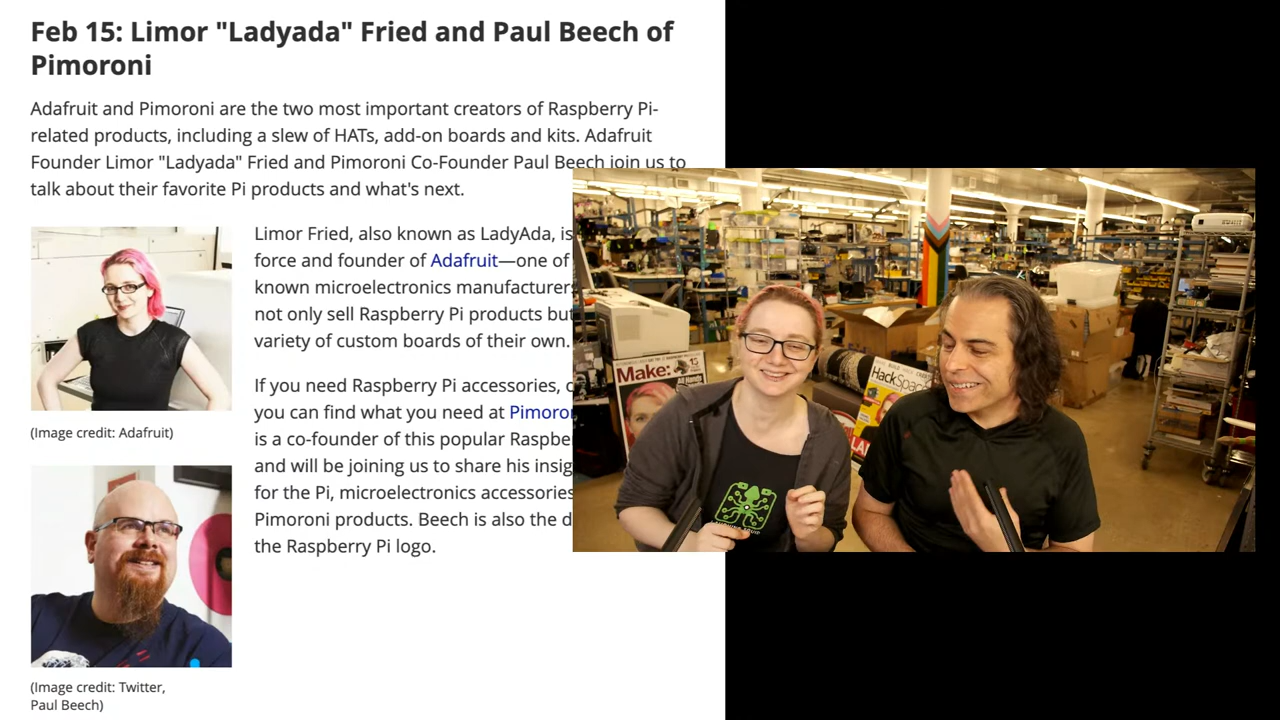 Feb 15: Limor "Ladyada" Fried and Paul Beech of
Pimoroni
Adafruit and Pimoroni are the two most important creators of Raspberry Pi-
related products, including a slew of HATs, add-on boards and kits. Adafruit
Founder Limor "Ladyada" Fried and Pimoroni Co-Founder Paul Beech join us to
talk about their favorite Pi products and what's next.
Limor Fried, also known as LadyAda, is
force and founder of Adafruit—one of
known microelectronics manufacturers
not only sell Raspberry Pi products but
variety of custom boards of their own.
(Image credit: Adafruit)
If you need Raspberry Pi accessories,
you can find what you need at Pimoron
is a co-founder of this popular Raspbe
and will be joining us to share his insig
for the Pi, microelectronics accessories
Pimoroni products. Beech is also the d
the Raspberry Pi logo.
(Image credit: Twitter,
Paul Beech)
Make:
HackSpac